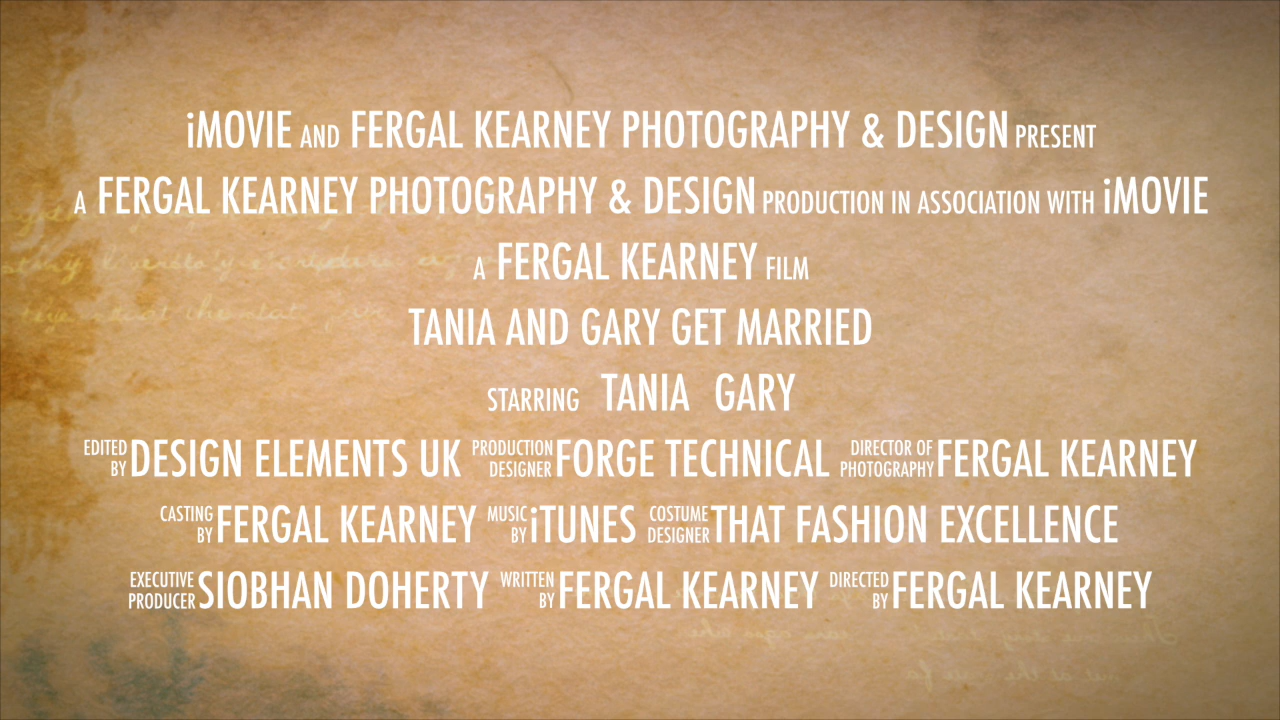 iMOVIE AND FERGAL KEARNEY PHOTOGRAPHY & DESIGN PRESENT
A FERGAL KEARNEY PHOTOGRAPHY & DESIGN PRODUCTION IN ASSOCIATION WITH iMOVIE
A FERGAL KEARNEY FILM
TANIA AND GARY GET MARRIED
STARRING TANIA GARY
EDITED BY DESIGN ELEMENTS UK PRODUCTION DESIGNER FORGE TECHNICAL DIRECTOR OF PHOTOGRAPHY FERGAL KEARNEY
CASTING BY FERGAL KEARNEY MUSIC BY iTUNES COSTUME DESIGNER THAT FASHION EXCELLENCE
EXECUTIVE PRODUCER SIOBHAN DOHERTY WRITTEN BY FERGAL KEARNEY DIRECTED BY FERGAL KEARNEY